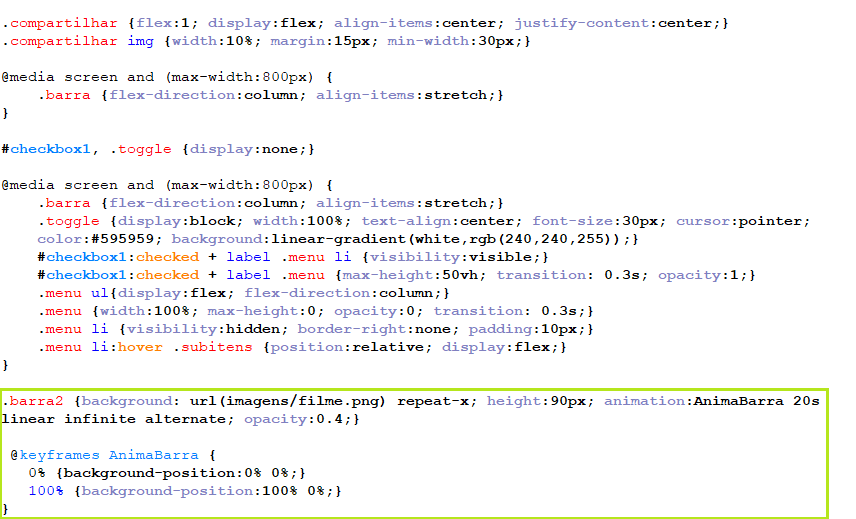 .compartilhar {flex:1; display:flex; align-items:center; justify-content:center;}
.compartilhar img {width:10%; margin:15px; min-width:30px;}
@media screen and (max-width:800px) {
.barra {flex-direction:column; align-items:stretch;}
}
#checkbox1, .toggle {display:none;}
@media screen and (max-width:800px) {
.barra {flex-direction:column; align-items:stretch;}
.toggle {display:block; width:100%; text-align:center; font-size:30px; cursor:pointer;
color:#595959; background:linear-gradient(white,rgb(240,240,255));}
#checkbox1:checked + label .menu li {visibility:visible;}
#checkbox1:checked + label .menu {max-height:50vh; transition: 0.3s; opacity:1;}
.menu ul{display:flex; flex-direction:column;}
.menu {width:100%; max-height:0; opacity:0; transition: 0.3s;}
.menu li {visibility:hidden; border-right:none; padding:10px;}
.menu li:hover .subitens {position:relative; display:flex;}
}
.barra2 {background: url(imagens/filme.png) repeat-x; height:90px; animation:AnimaBarra 20s
linear infinite alternate; opacity:0.4;}
@keyframes AnimaBarra {
0% {background-position:0% 0%;}
100% {background-position:100% 0%;}
}